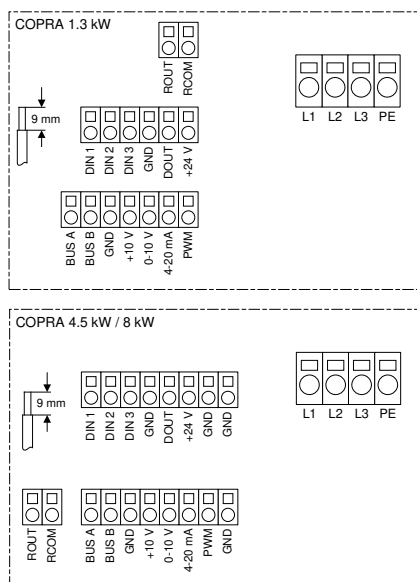 COPRA 1.3 kW
ROUT RCOM
L1 L2 L3 PE
9 mm
DIN 1 DIN 2 DIN 3 GND DOUT +24 V
BUS A BUS B GND +10 V 0-10 V 4-20 mA PWM
COPRA 4.5 kW / 8 kW
L1 L2 L3 PE
9 mm
DIN 1 DIN 2 DIN 3 GND DOUT +24 V GND GND
ROUT RCOM
BUS A BUS B GND +10 V 0-10 V 4-20 mA PWM GND